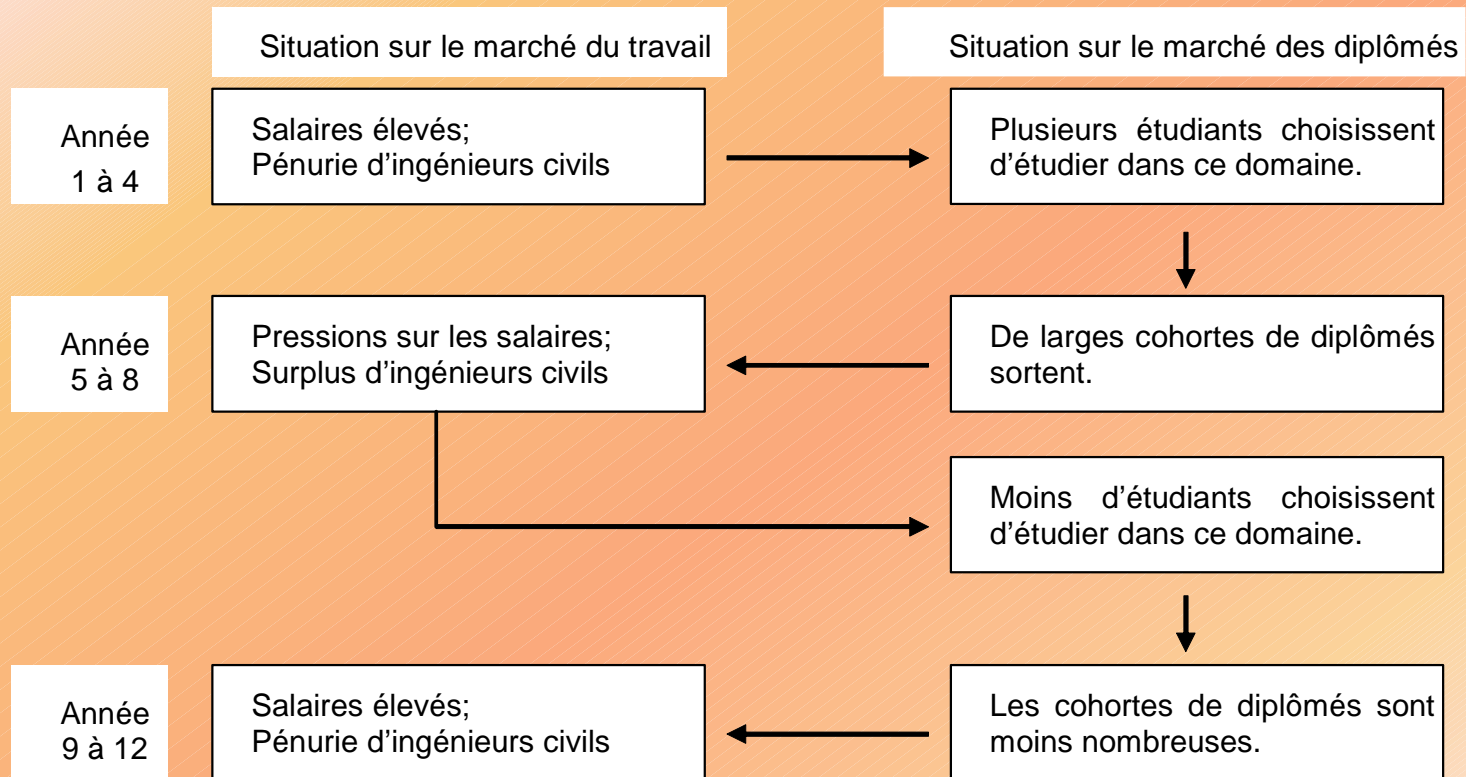 Situation sur le marché du travail
Situation sur le marché des diplômés
Année
1 à 4
Salaires élevés;
Pénurie d'ingénieurs civils
Plusieurs étudiants choisissent
d'étudier dans ce domaine.
Année
5 à 8
Pressions sur les salaires;
Surplus d'ingénieurs civils
De larges cohortes de diplômés
sortent.
Moins d'étudiants choisissent
d'étudier dans ce domaine.
Année
9 à 12
Salaires élevés;
Pénurie d'ingénieurs civils
Les cohortes de diplômés sont
moins nombreuses.